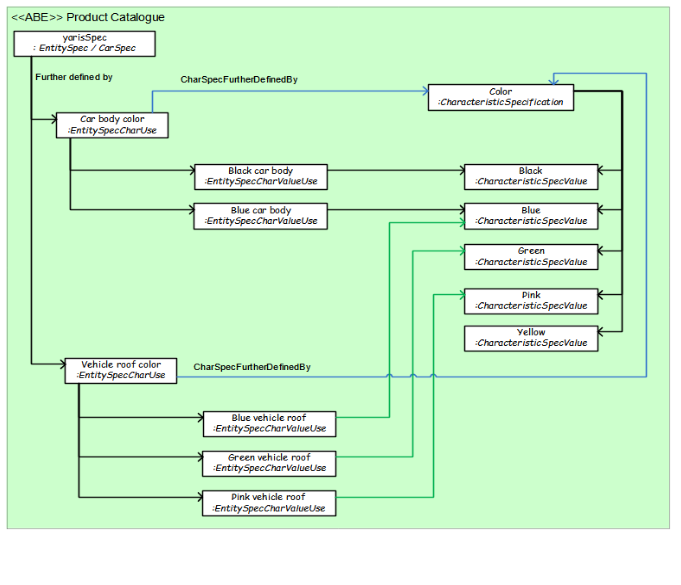 <<ABE>> Product Catalogue
yarisSpec
: EntitySpec / CarSpec
Further defined by
CharSpecFurtherDefinedBy
Color
:CharacteristicSpecification
Car body color
:EntitySpecCharUse
Black car body
:EntitySpecCharValueUse
Black
:CharacteristicSpecValue
Blue car body
:EntitySpecCharValueUse
Blue
:CharacteristicSpecValue
Green
:CharacteristicSpecValue
Pink
:CharacteristicSpecValue
Yellow
:CharacteristicSpecValue
Vehicle roof color
:EntitySpecCharUse
CharSpecFurtherDefinedBy
Blue vehicle roof
:EntitySpecCharValueUse
Green vehicle roof
:EntitySpecCharValueUse
Pink vehicle roof
:EntitySpecCharValueUse